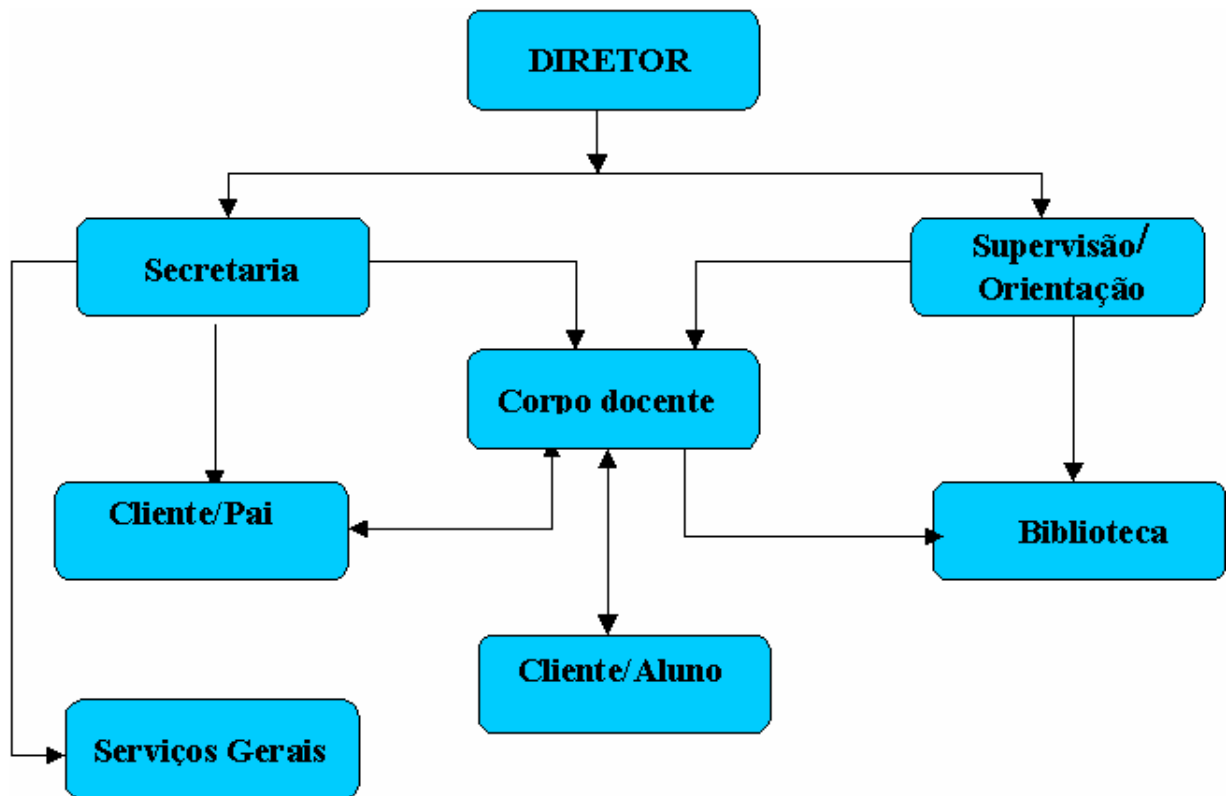 DIRETOR
Secretaria
Supervisão/
Orientação
Corpo docente
Cliente/Pai
Biblioteca
Cliente/Aluno
Serviços Gerais